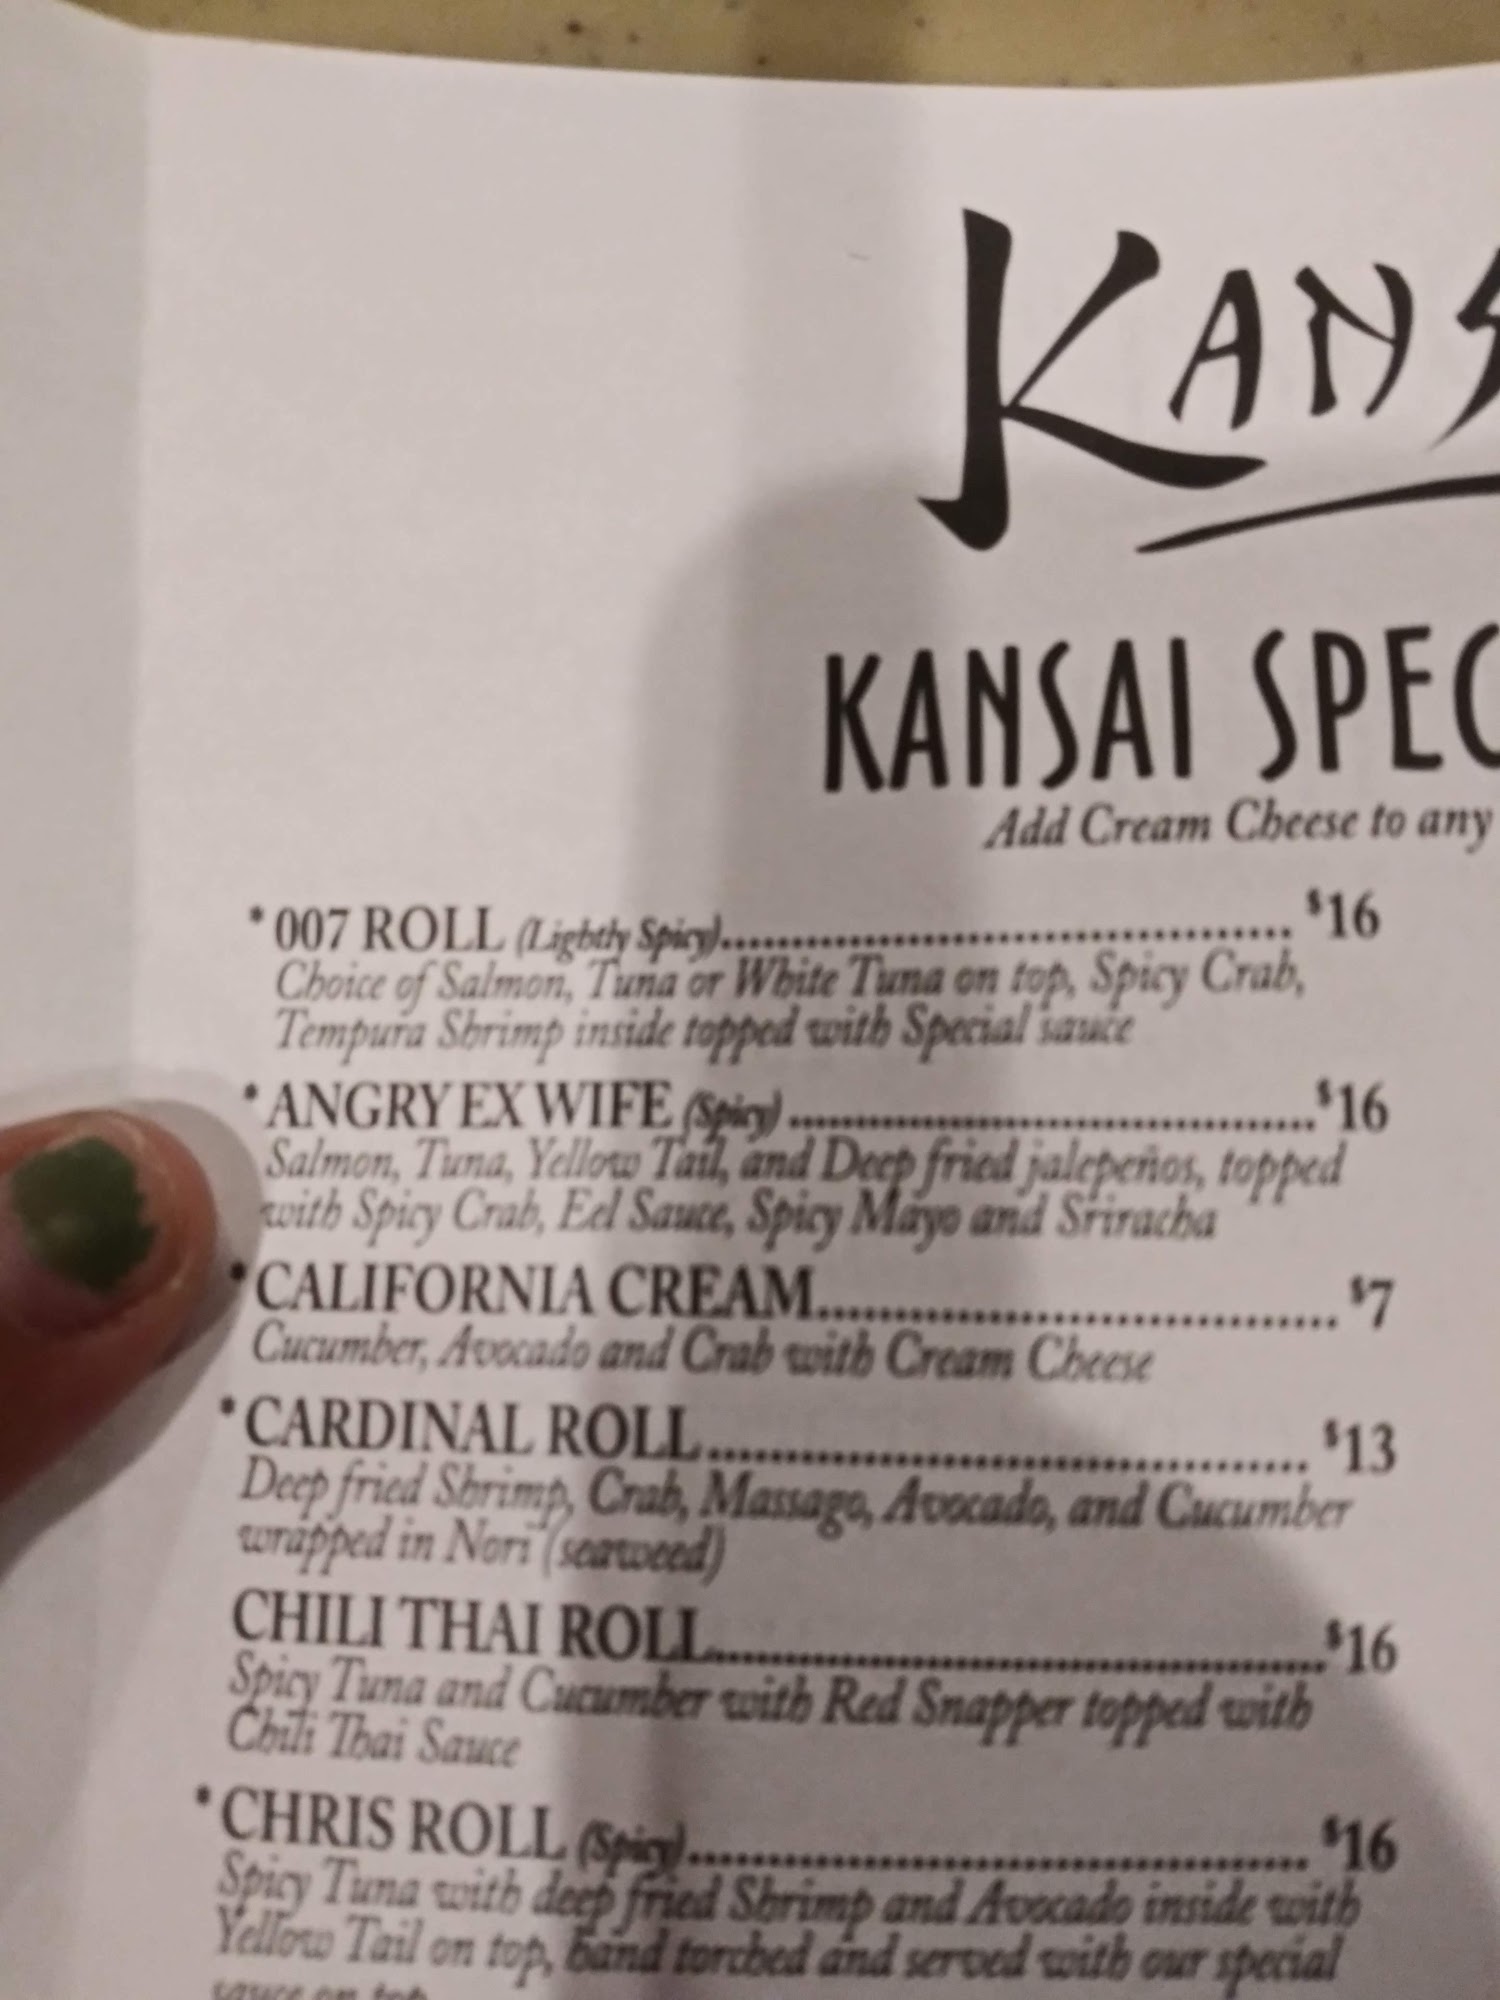 KANS
KANSAI SPEC
Add Cream Cheese to any
*007 ROLL (Lightly Spicy)........................................ $16
Choice of Salmon, Tuna or White Tuna on top, Spicy Crab,
Tempura Shrimp inside topped with Special sauce
*ANGRY EX WIFE (Spicy) ........................................$16
Salmon, Tuna, Yellow Tail, and Deep fried jalepeños, topped
with Spicy Crab, Eel Sauce, Spicy Mayo and Sriracha
*CALIFORNIA CREAM........................................ $7
Cucumber, Avocado and Crab with Cream Cheese
*CARDINAL ROLL........................................ $13
Deep fried Shrimp, Crab, Massago, Avocado, and Cucumber
wrapped in Nori (seaweed)
CHILI THAI ROLL........................................$16
Spicy Tuna and Cucumber with Red Snapper topped with
Chili Thai Sauce
*CHRIS ROLL (Spicy)........................................ $16
Spicy Tuna with deep fried Shrimp and Avocado inside with
Yellow Tail on top, hand torched and served with our special
sauce on top